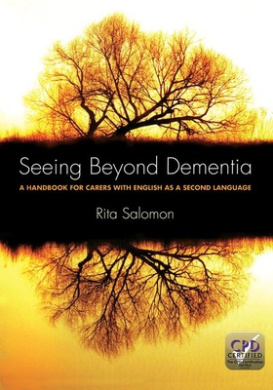 Seeing Beyond Dementia
A HANDBOOK FOR CARERS WITH ENGLISH AS A SECOND LANGUAGE
Rita Salomon
CPD
CERTIFIED